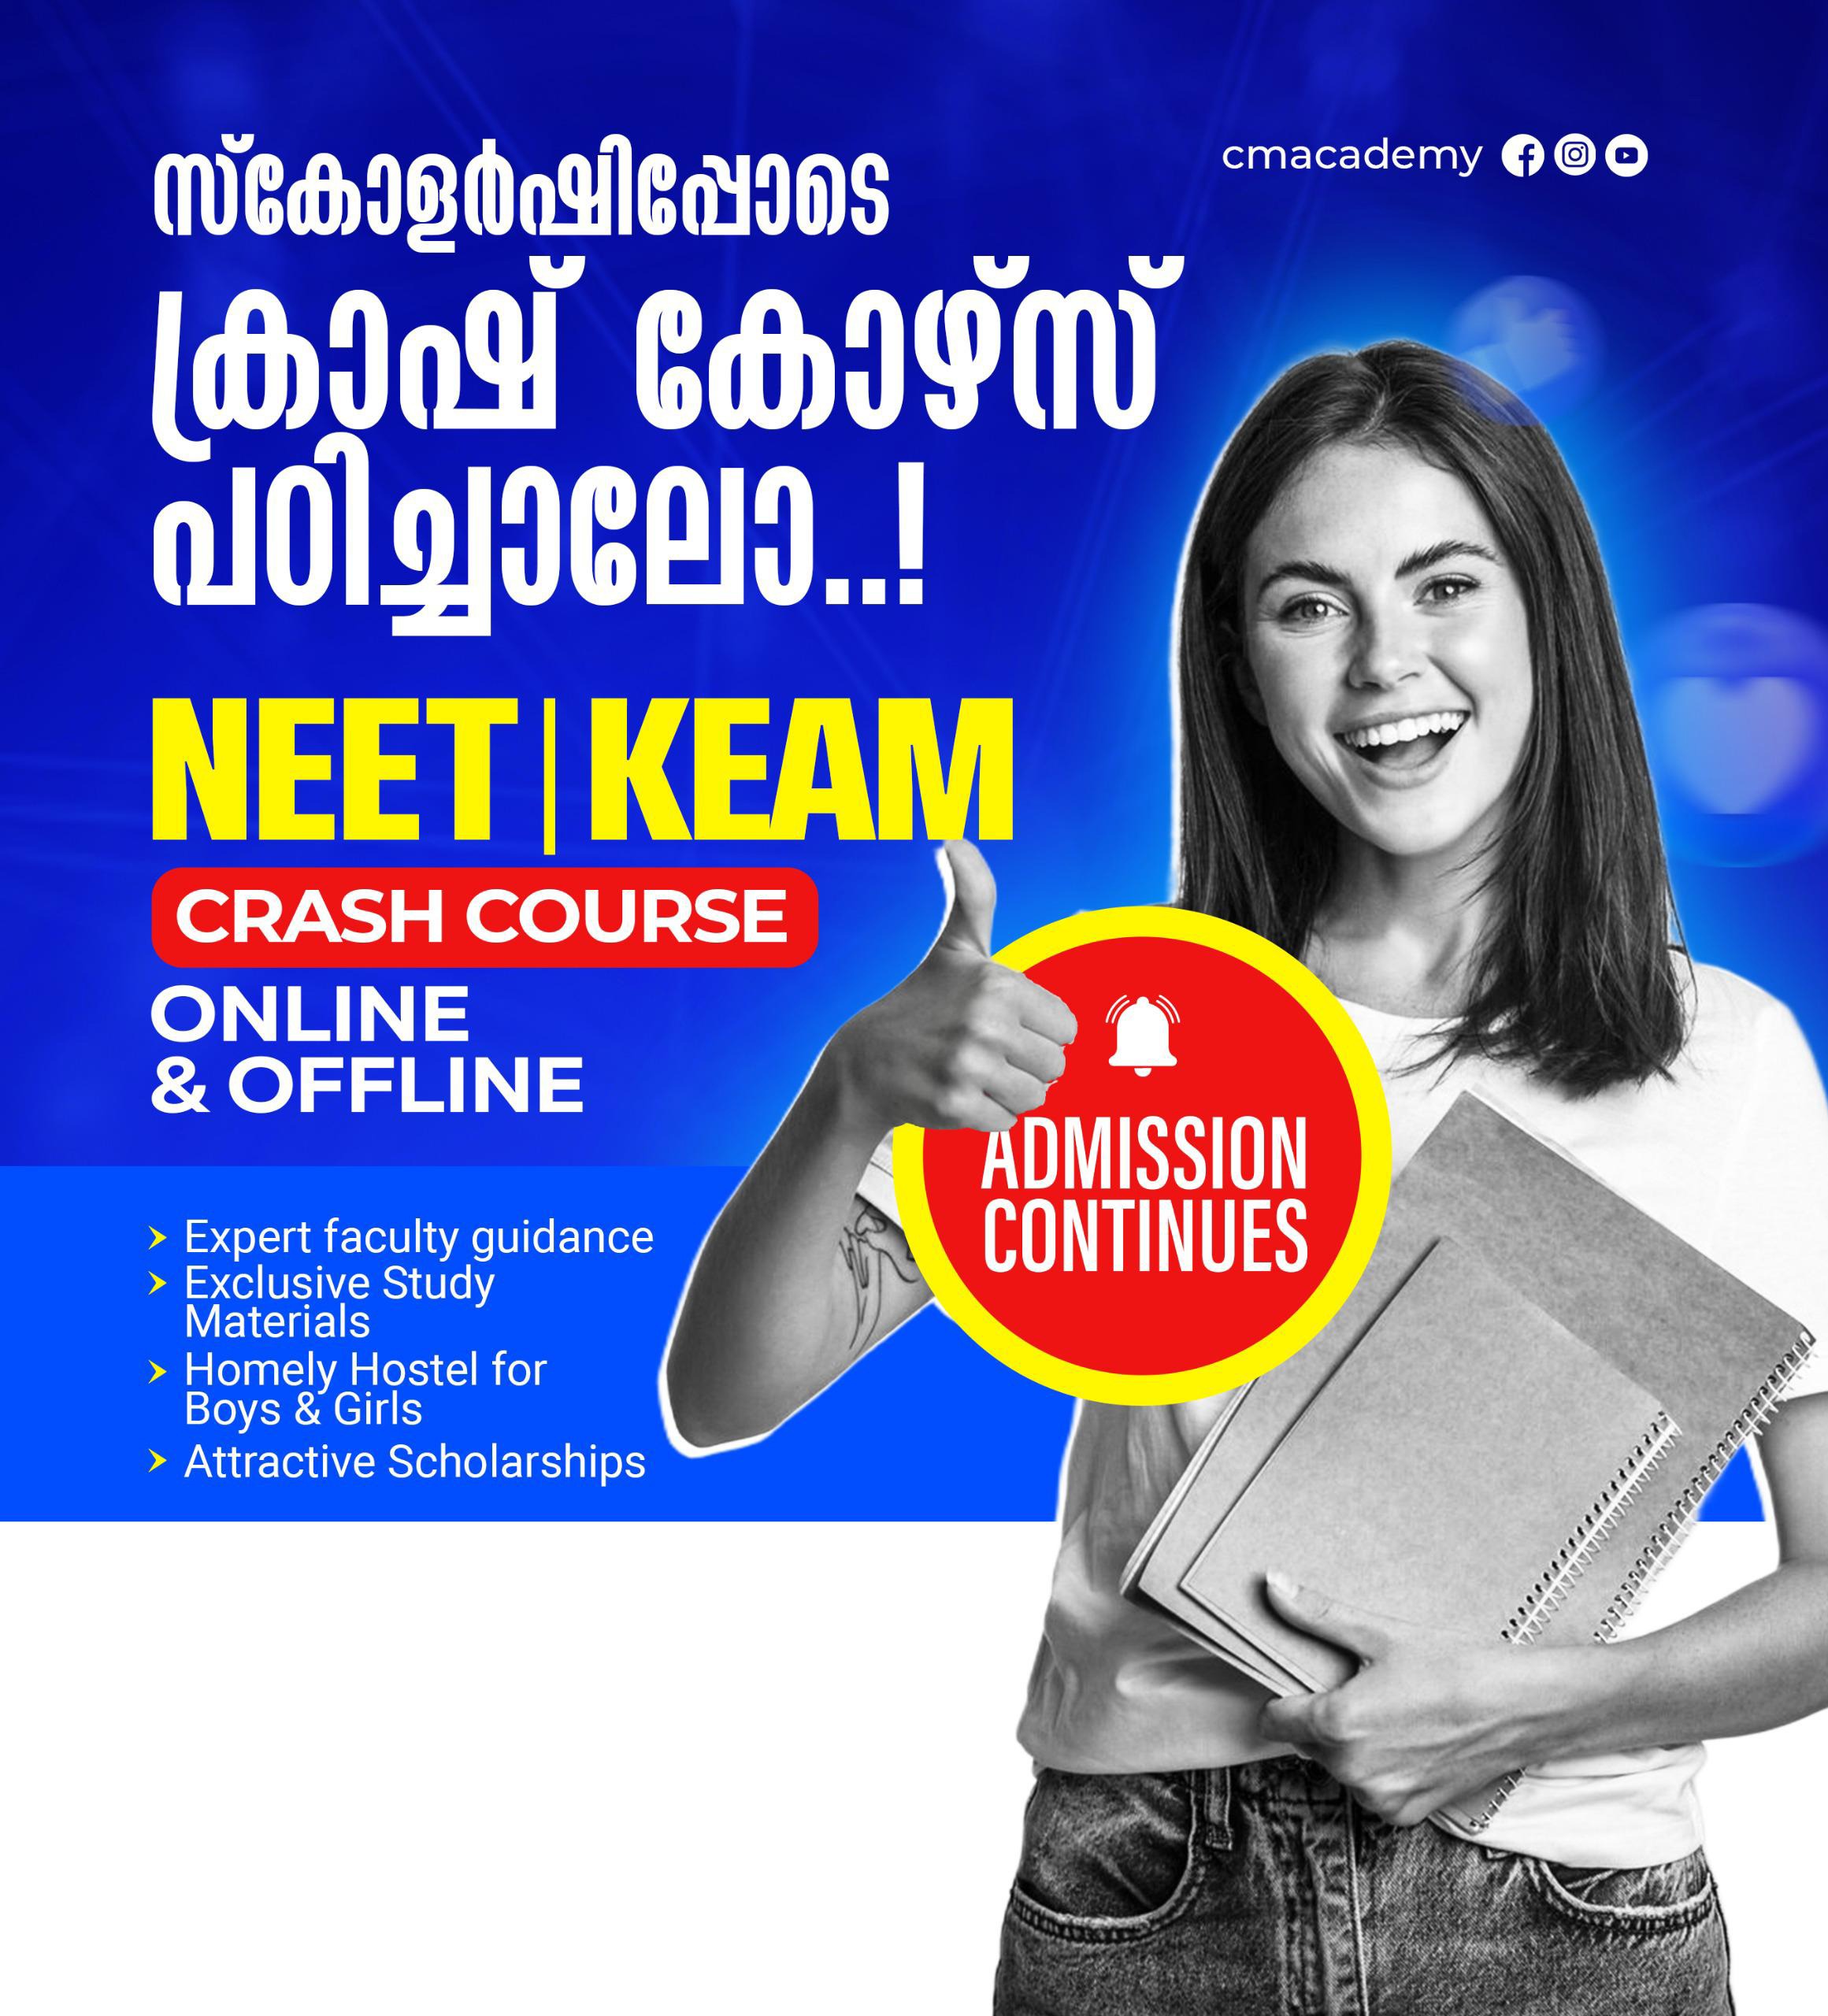 സ്കോളർഷിപ്പോടെ
cmacademy
ക്രാഷ് കോഴ്സ്
പഠിച്ചാലോ..!
NEET | KEAM
CRASH COURSE
ONLINE
& OFFLINE
ADMISSION
CONTINUES
Expert faculty guidance
Exclusive Study
Materials
Homely Hostel for
Boys & Girls
Attractive Scholarships